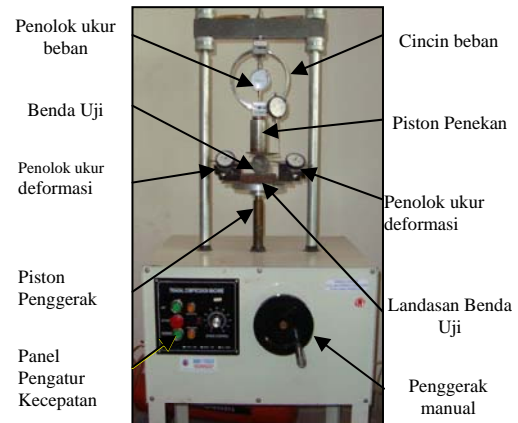 Penolok ukur
beban
Cincin beban
Benda Uji
Piston Penekan
Penolok ukur
deformasi
Penolok ukur
deformasi
Piston
Penggerak
Landasan Benda
Uji
Panel
Pengatur
Kecepatan
Penggerak
manual
TRIAXIAL COMPRESSION MACHINE